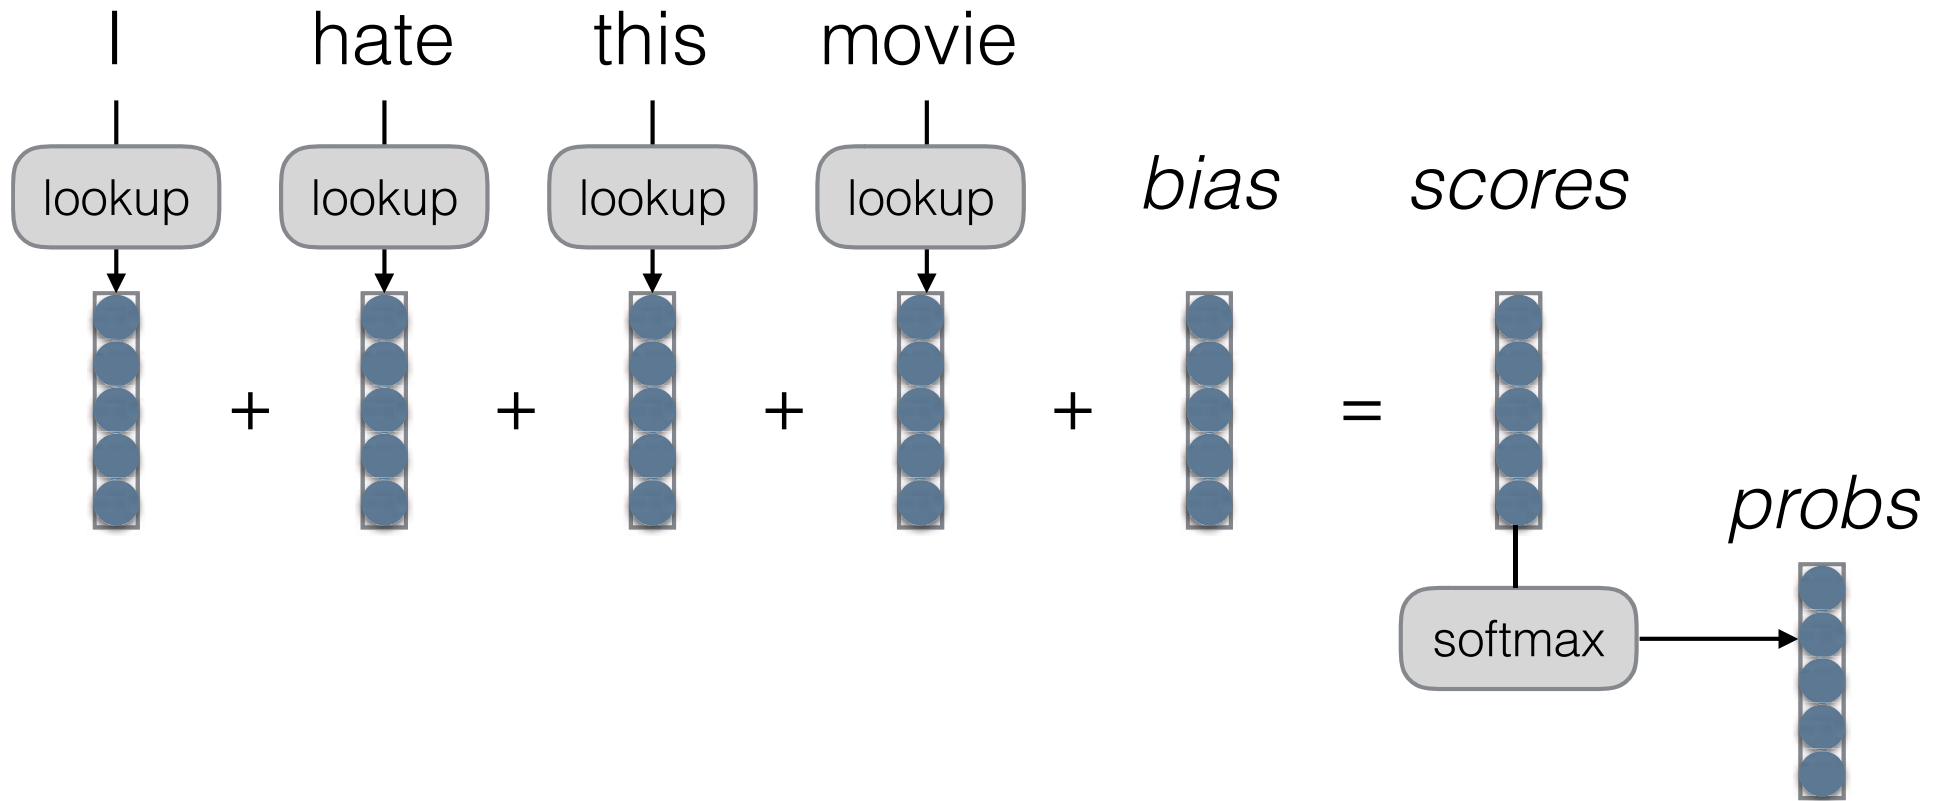 I hate this movie
lookup lookup lookup lookup
bias scores
+ + + + =
probs
softmax